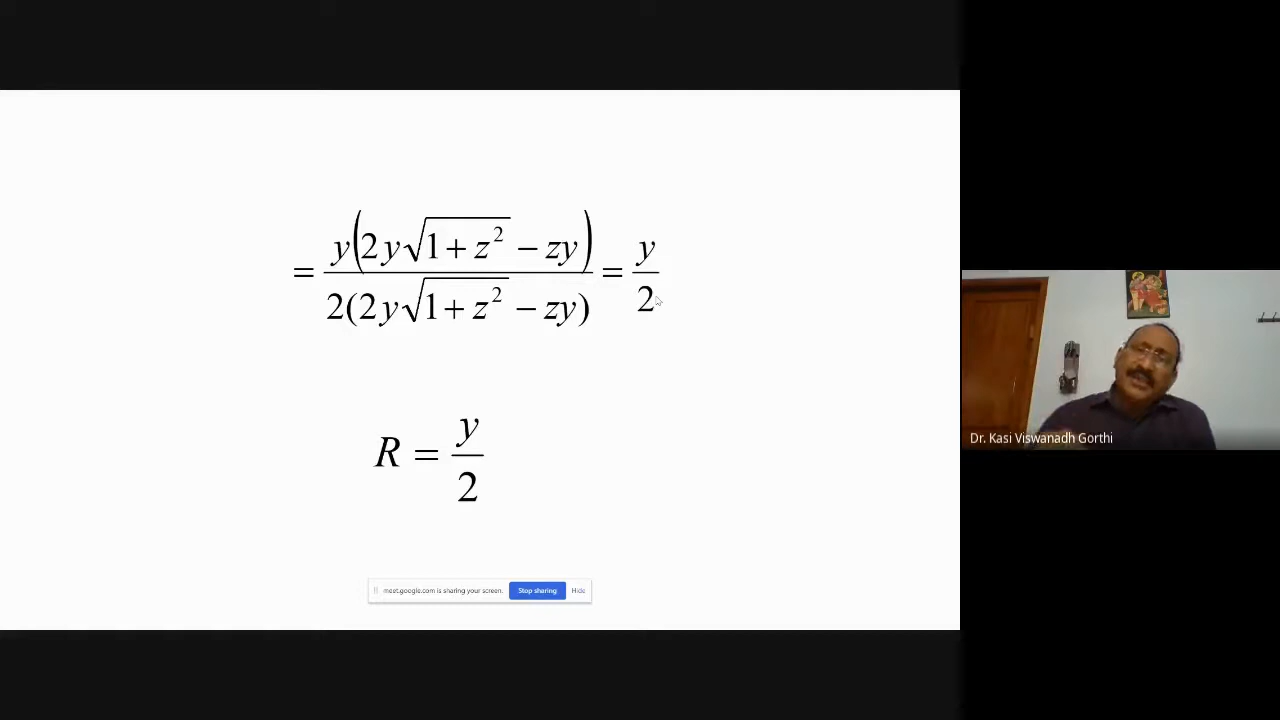 = y(2y√1+z² − zy) / 2(2y√1+z² − zy) = y / 2
R = y / 2
meet.google.com is sharing your screen. Stop sharing Hide
Dr. Kasi Viswanadh Gorthi